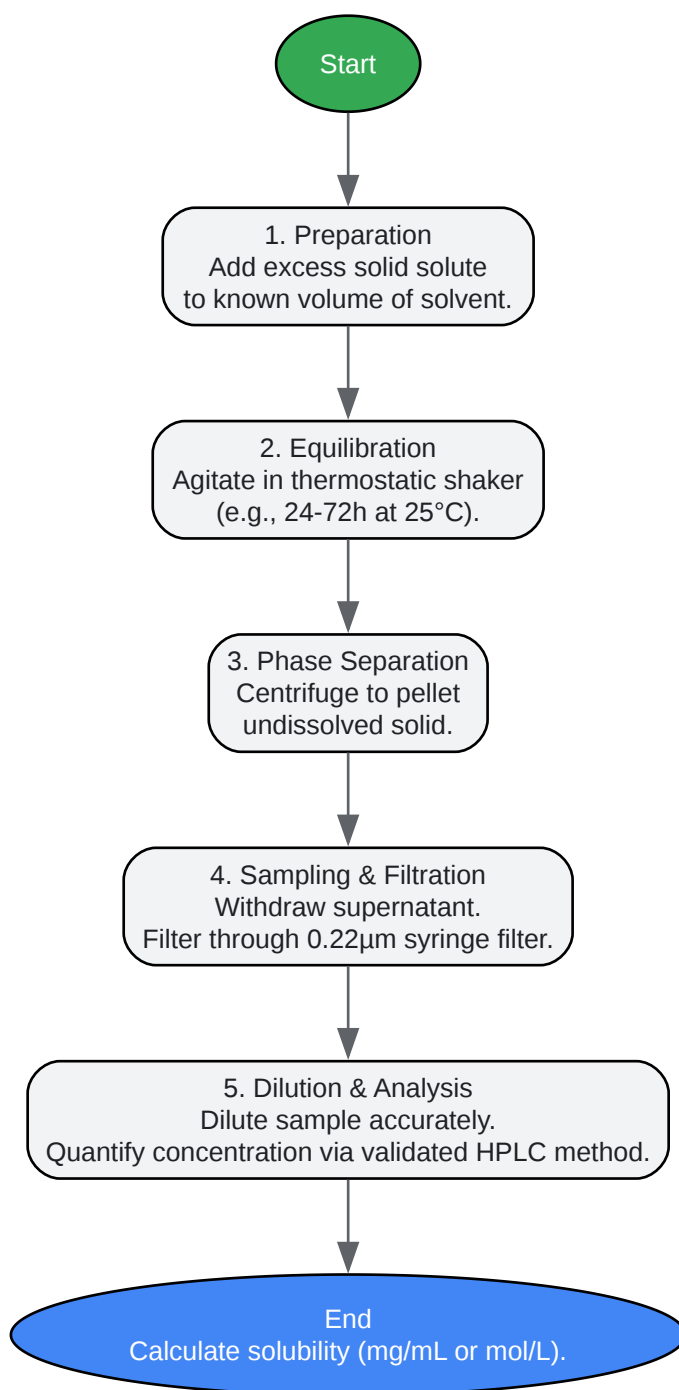 Start
1. Preparation
Add excess solid solute
to known volume of solvent.
2. Equilibration
Agitate in thermostatic shaker
(e.g., 24-72h at 25°C).
3. Phase Separation
Centrifuge to pellet
undissolved solid.
4. Sampling & Filtration
Withdraw supernatant.
Filter through 0.22µm syringe filter.
5. Dilution & Analysis
Dilute sample accurately.
Quantify concentration via validated HPLC method.
End
Calculate solubility (mg/mL or mol/L).